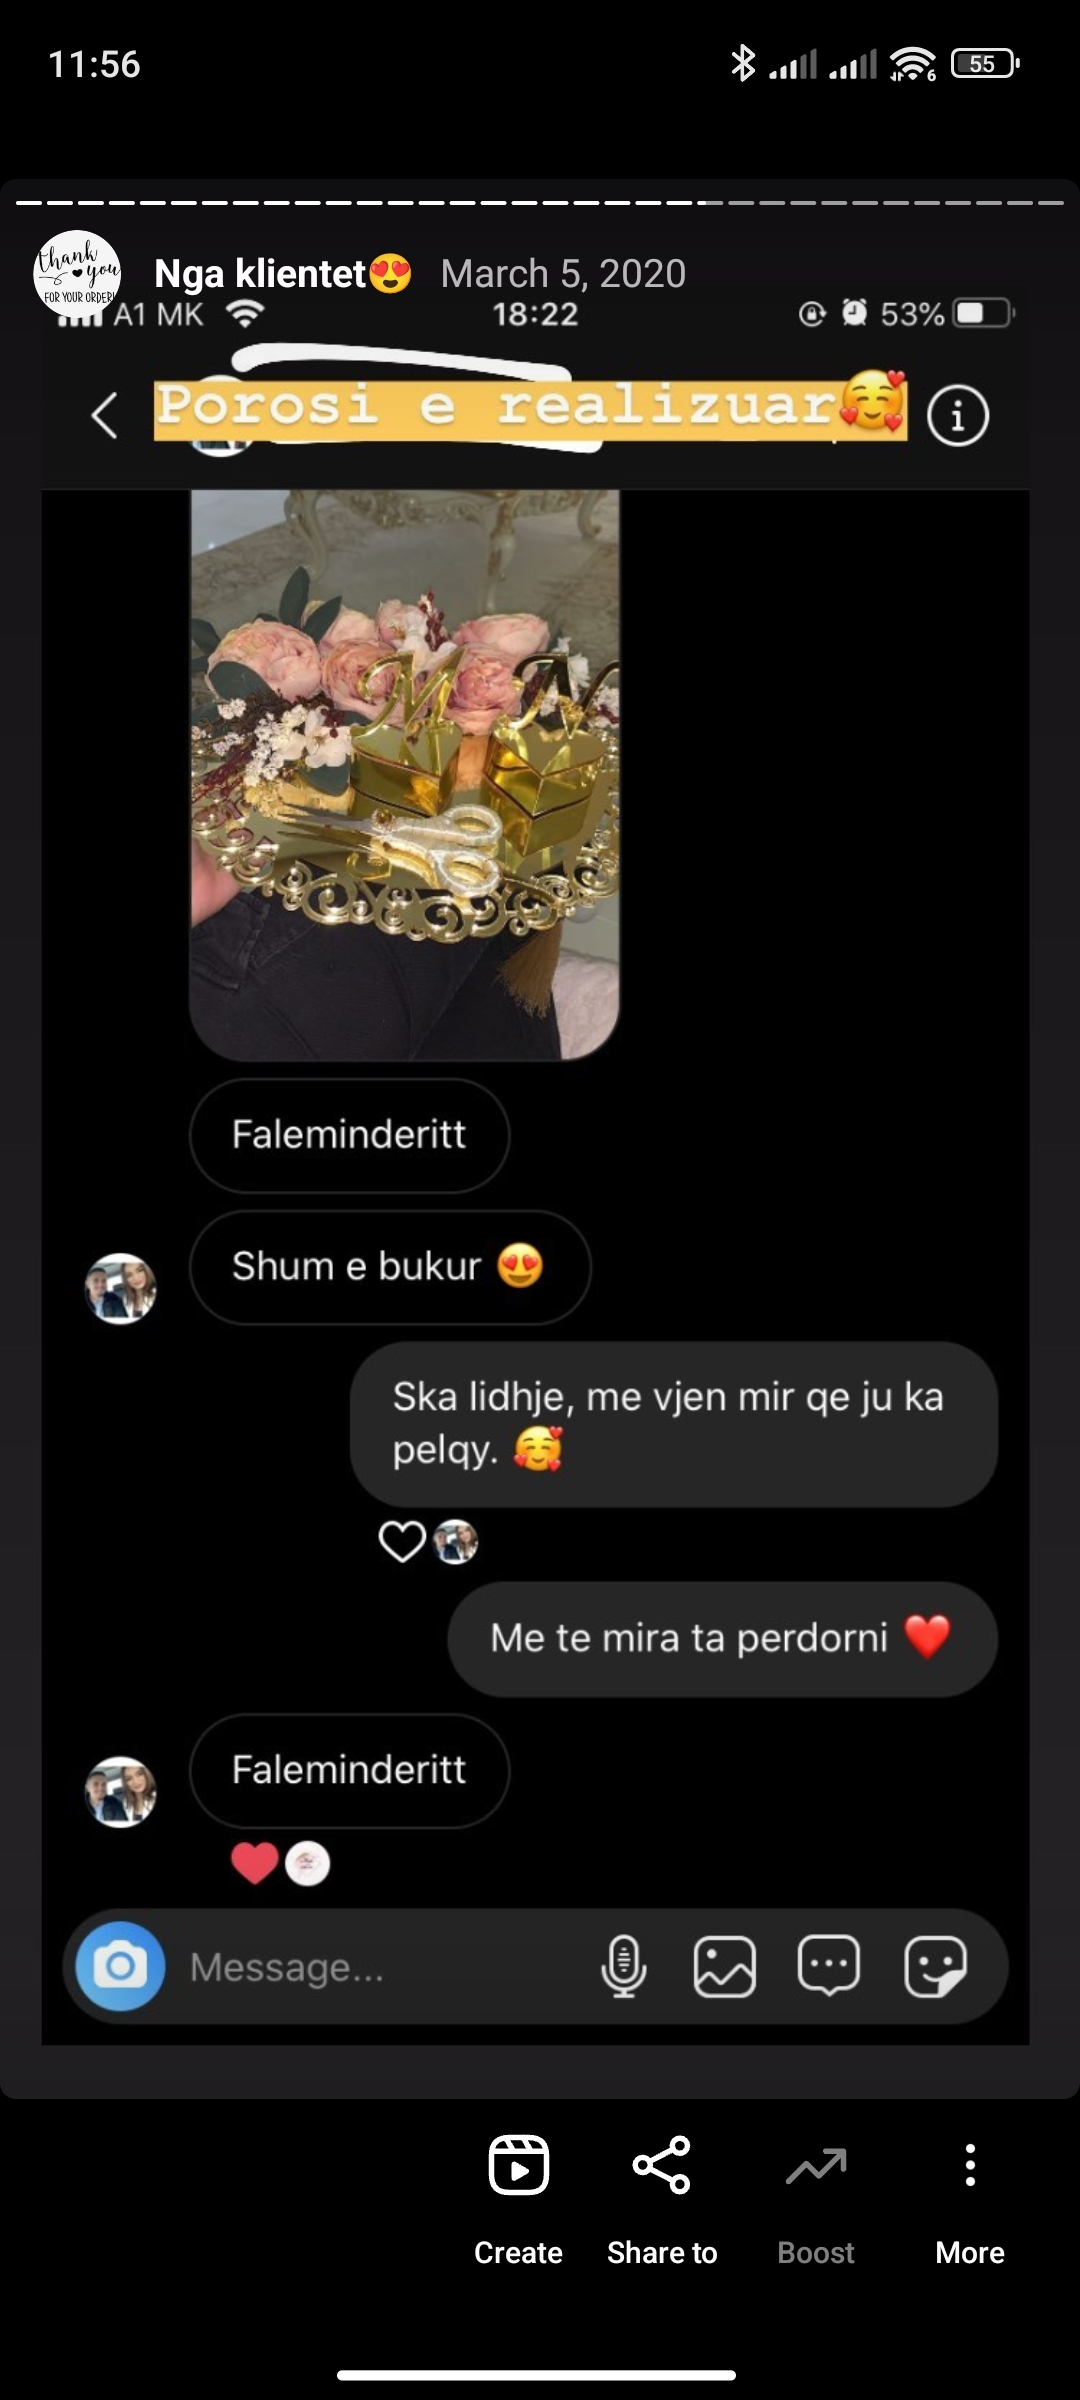 11:56
6
55
thank
you
FOR YOUR ORDER!
Nga klientet😍 March 5, 2020
A1 MK 18:22 53%
Porosi e realizuar🥰
M N
Faleminderitt
Shum e bukur 😍
Ska lidhje, me vjen mir qe ju ka
pelqy. 🥰
Me te mira ta perdorni ❤️
Faleminderitt
Message...
Create Share to Boost More